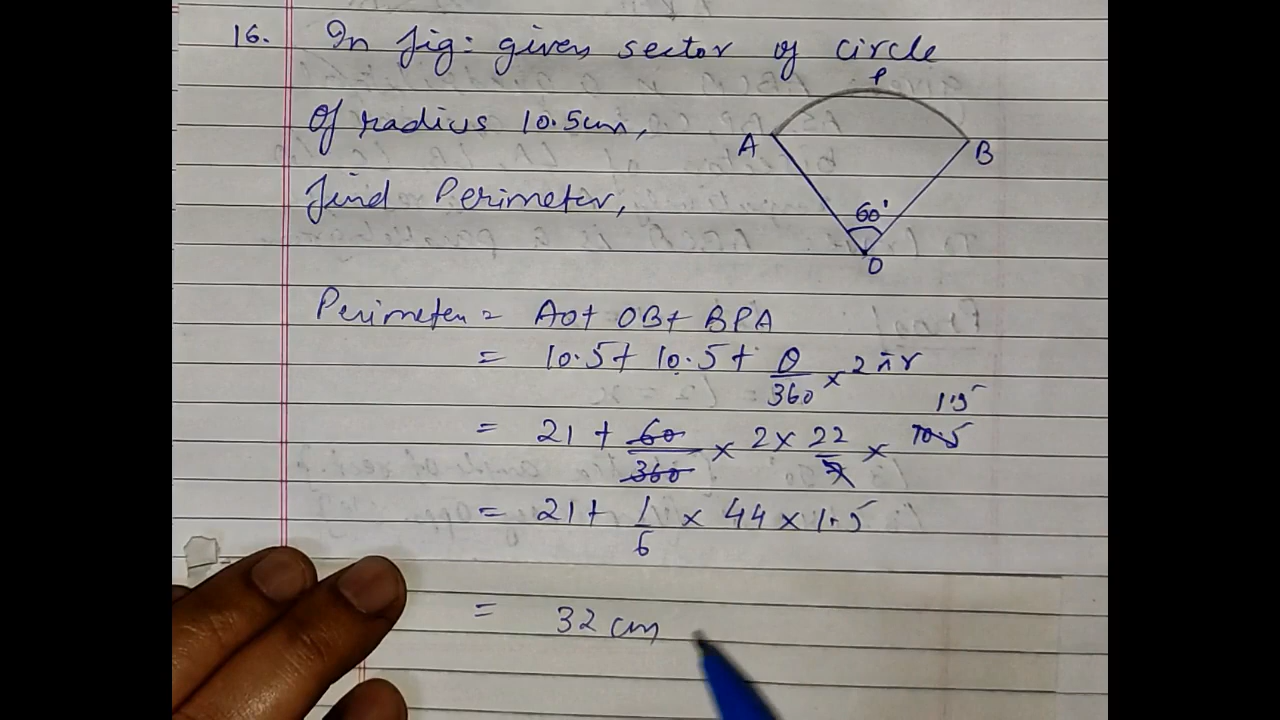 16. In fig: given sector of circle
P
Of radius 10.5cm,
A
B
find Perimeter,
60°
O
Perimeter = AO+ OB+ BPA
= 10.5+ 10.5+ θ/360 × 2πr
1.5
= 21 + 60/360 × 2 × 22/7 × 10.5
= 21+ 1/6 × 44 × 1.5
= 32 cm